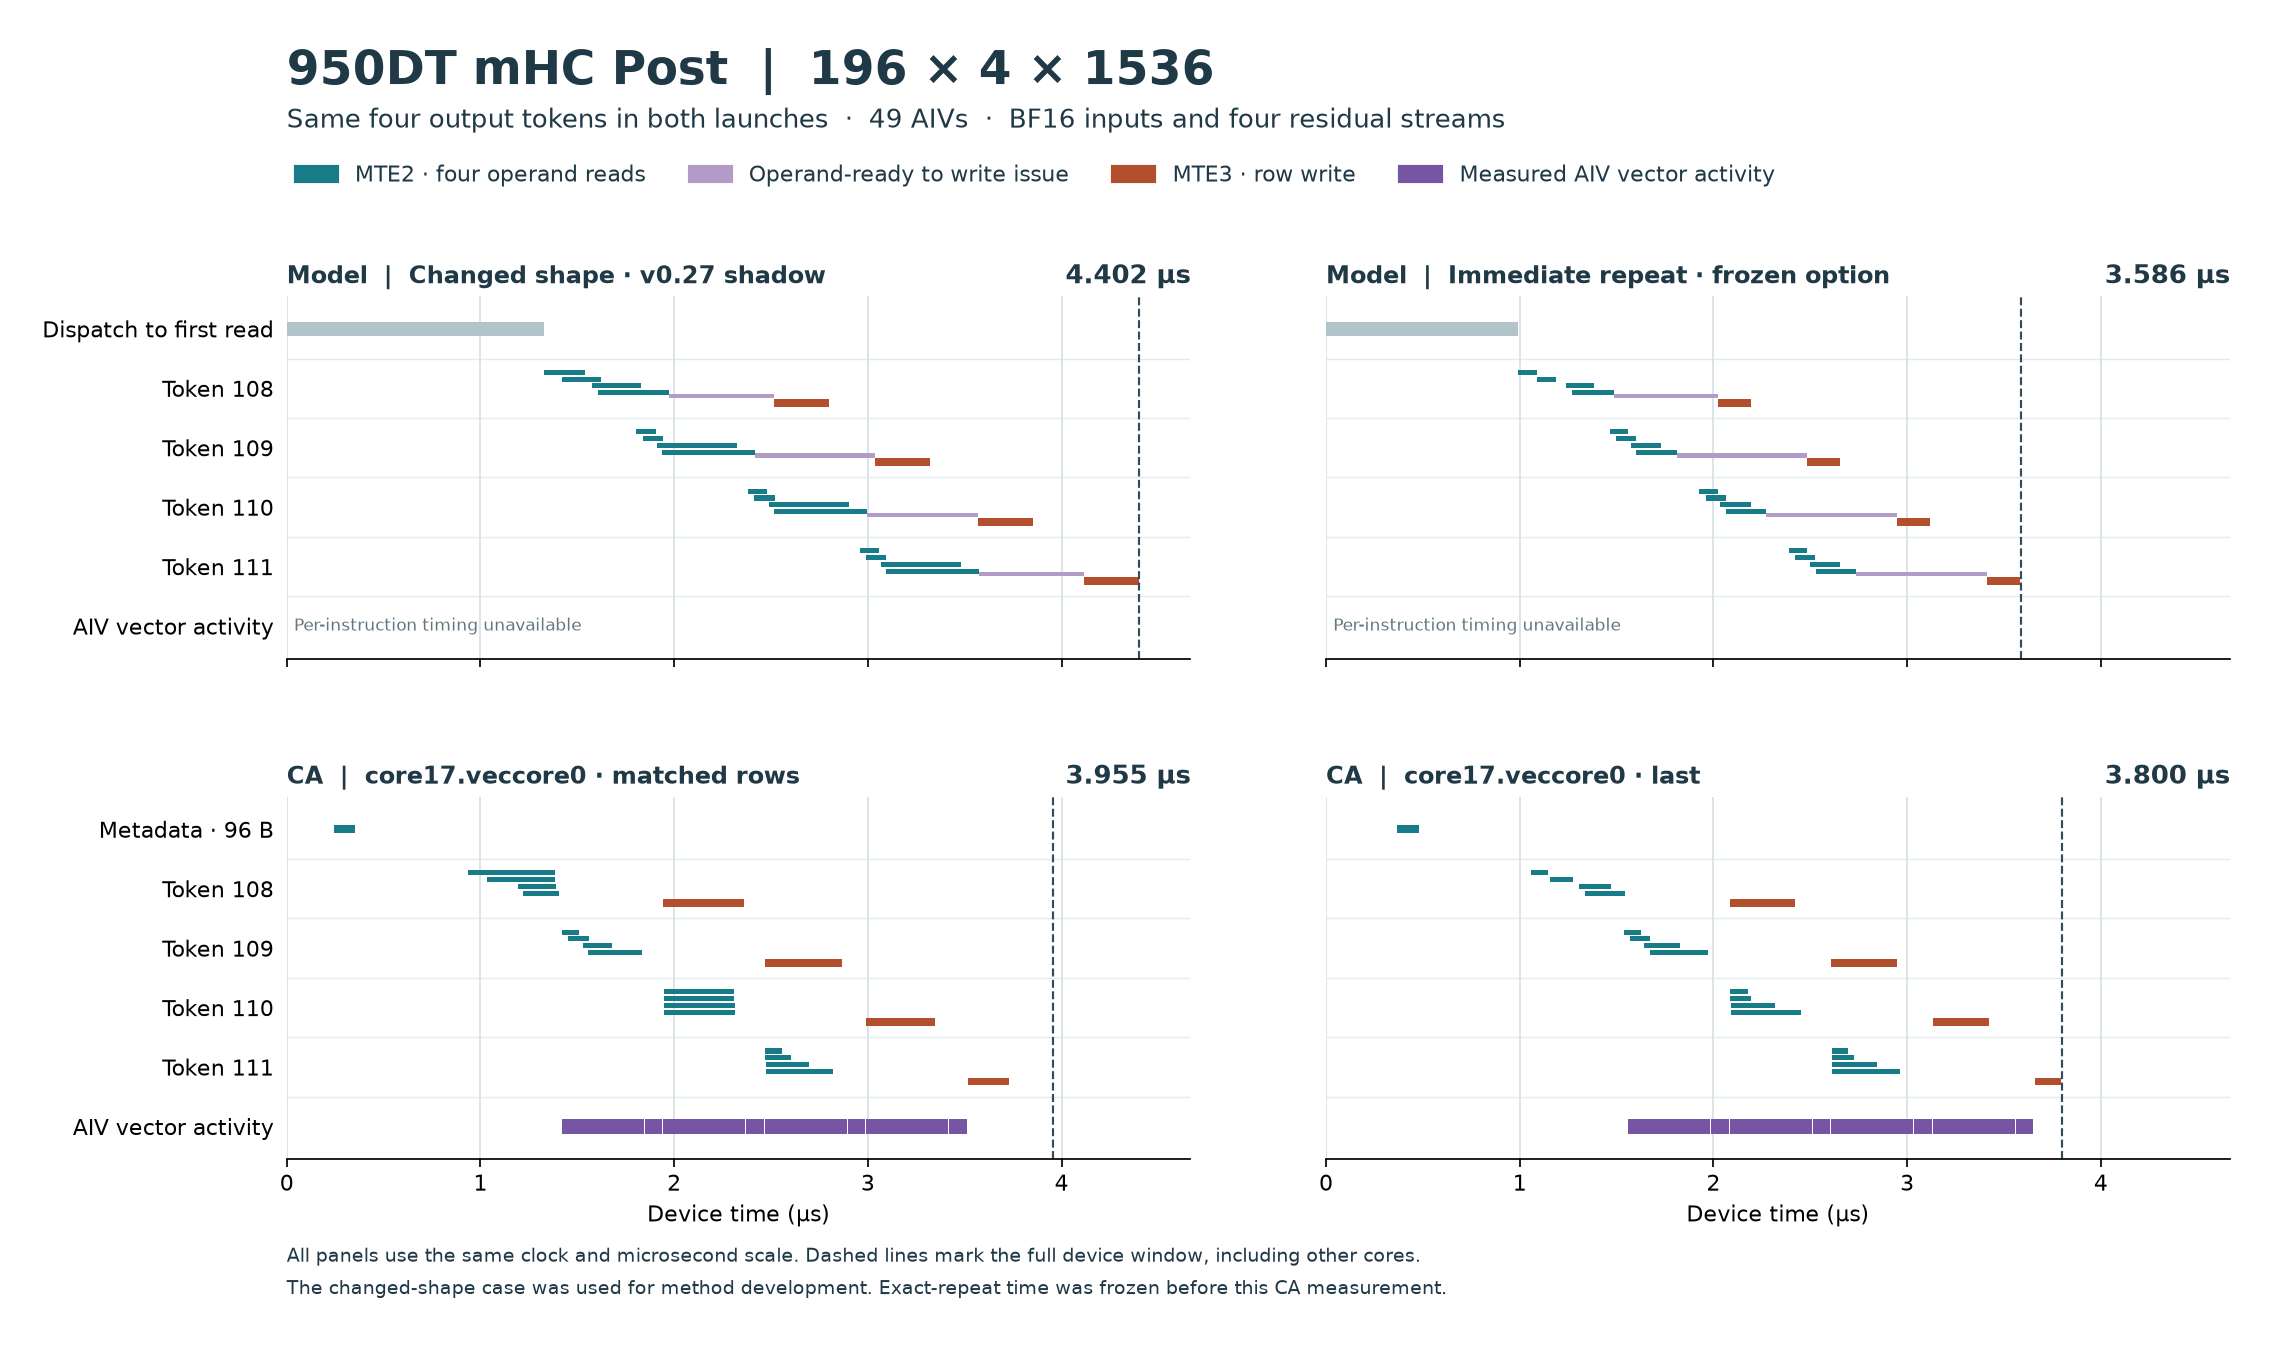 950DT mHC Post | 196 × 4 × 1536
Same four output tokens in both launches · 49 AIVs · BF16 inputs and four residual streams
MTE2 · four operand reads
Operand-ready to write issue
MTE3 · row write
Measured AIV vector activity
Model | Changed shape · v0.27 shadow
4.402 µs
Dispatch to first read
Token 108
Token 109
Token 110
Token 111
AIV vector activity
Per-instruction timing unavailable
Model | Immediate repeat · frozen option
3.586 µs
Per-instruction timing unavailable
CA | core17.veccore0 · matched rows
3.955 µs
Metadata · 96 B
Token 108
Token 109
Token 110
Token 111
AIV vector activity
0 1 2 3 4
Device time (µs)
CA | core17.veccore0 · last
3.800 µs
0 1 2 3 4
Device time (µs)
All panels use the same clock and microsecond scale. Dashed lines mark the full device window, including other cores.
The changed-shape case was used for method development. Exact-repeat time was frozen before this CA measurement.